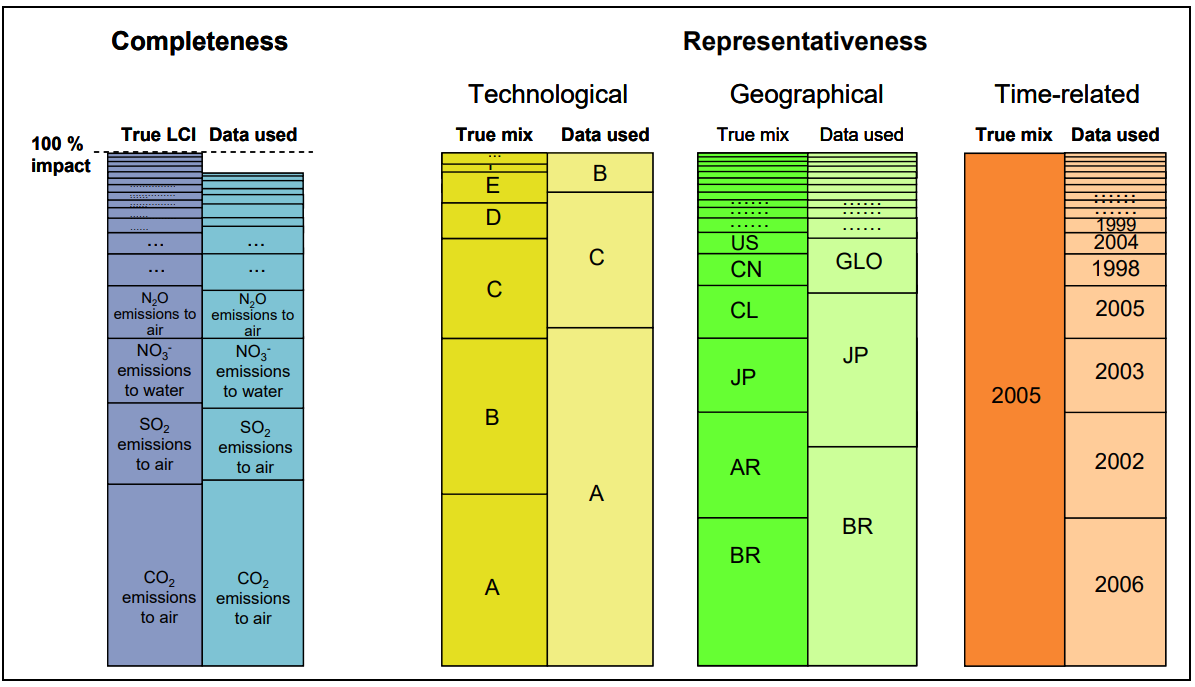 Completeness
Representativeness
Technological
Geographical
Time-related
True LCI
Data used
True mix
Data used
True mix
Data used
True mix
Data used
100 %
impact
...............
...............
...............
......
......
...
...
N₂O
emissions to
air
NO₃⁻
emissions
to water
SO₂
emissions
to air
CO₂
emissions
to air
...
...
N₂O
emissions to
air
NO₃⁻
emissions
to water
SO₂
emissions
to air
CO₂
emissions
to air
...
E
D
C
B
A
B
C
A
......
......
......
US
CN
CL
JP
AR
BR
......
......
......
GLO
JP
BR
2005
......
......
1999
2004
1998
2005
2003
2002
2006